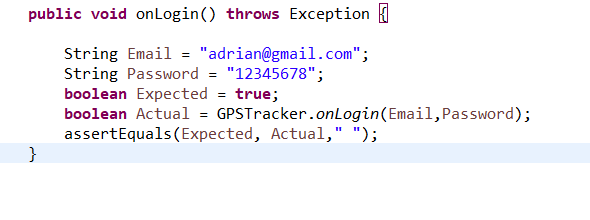 public void onLogin() throws Exception {
String Email = "adrian@gmail.com";
String Password = "12345678";
boolean Expected = true;
boolean Actual = GPSTracker.onLogin(Email,Password);
assertEquals(Expected, Actual," ");
}